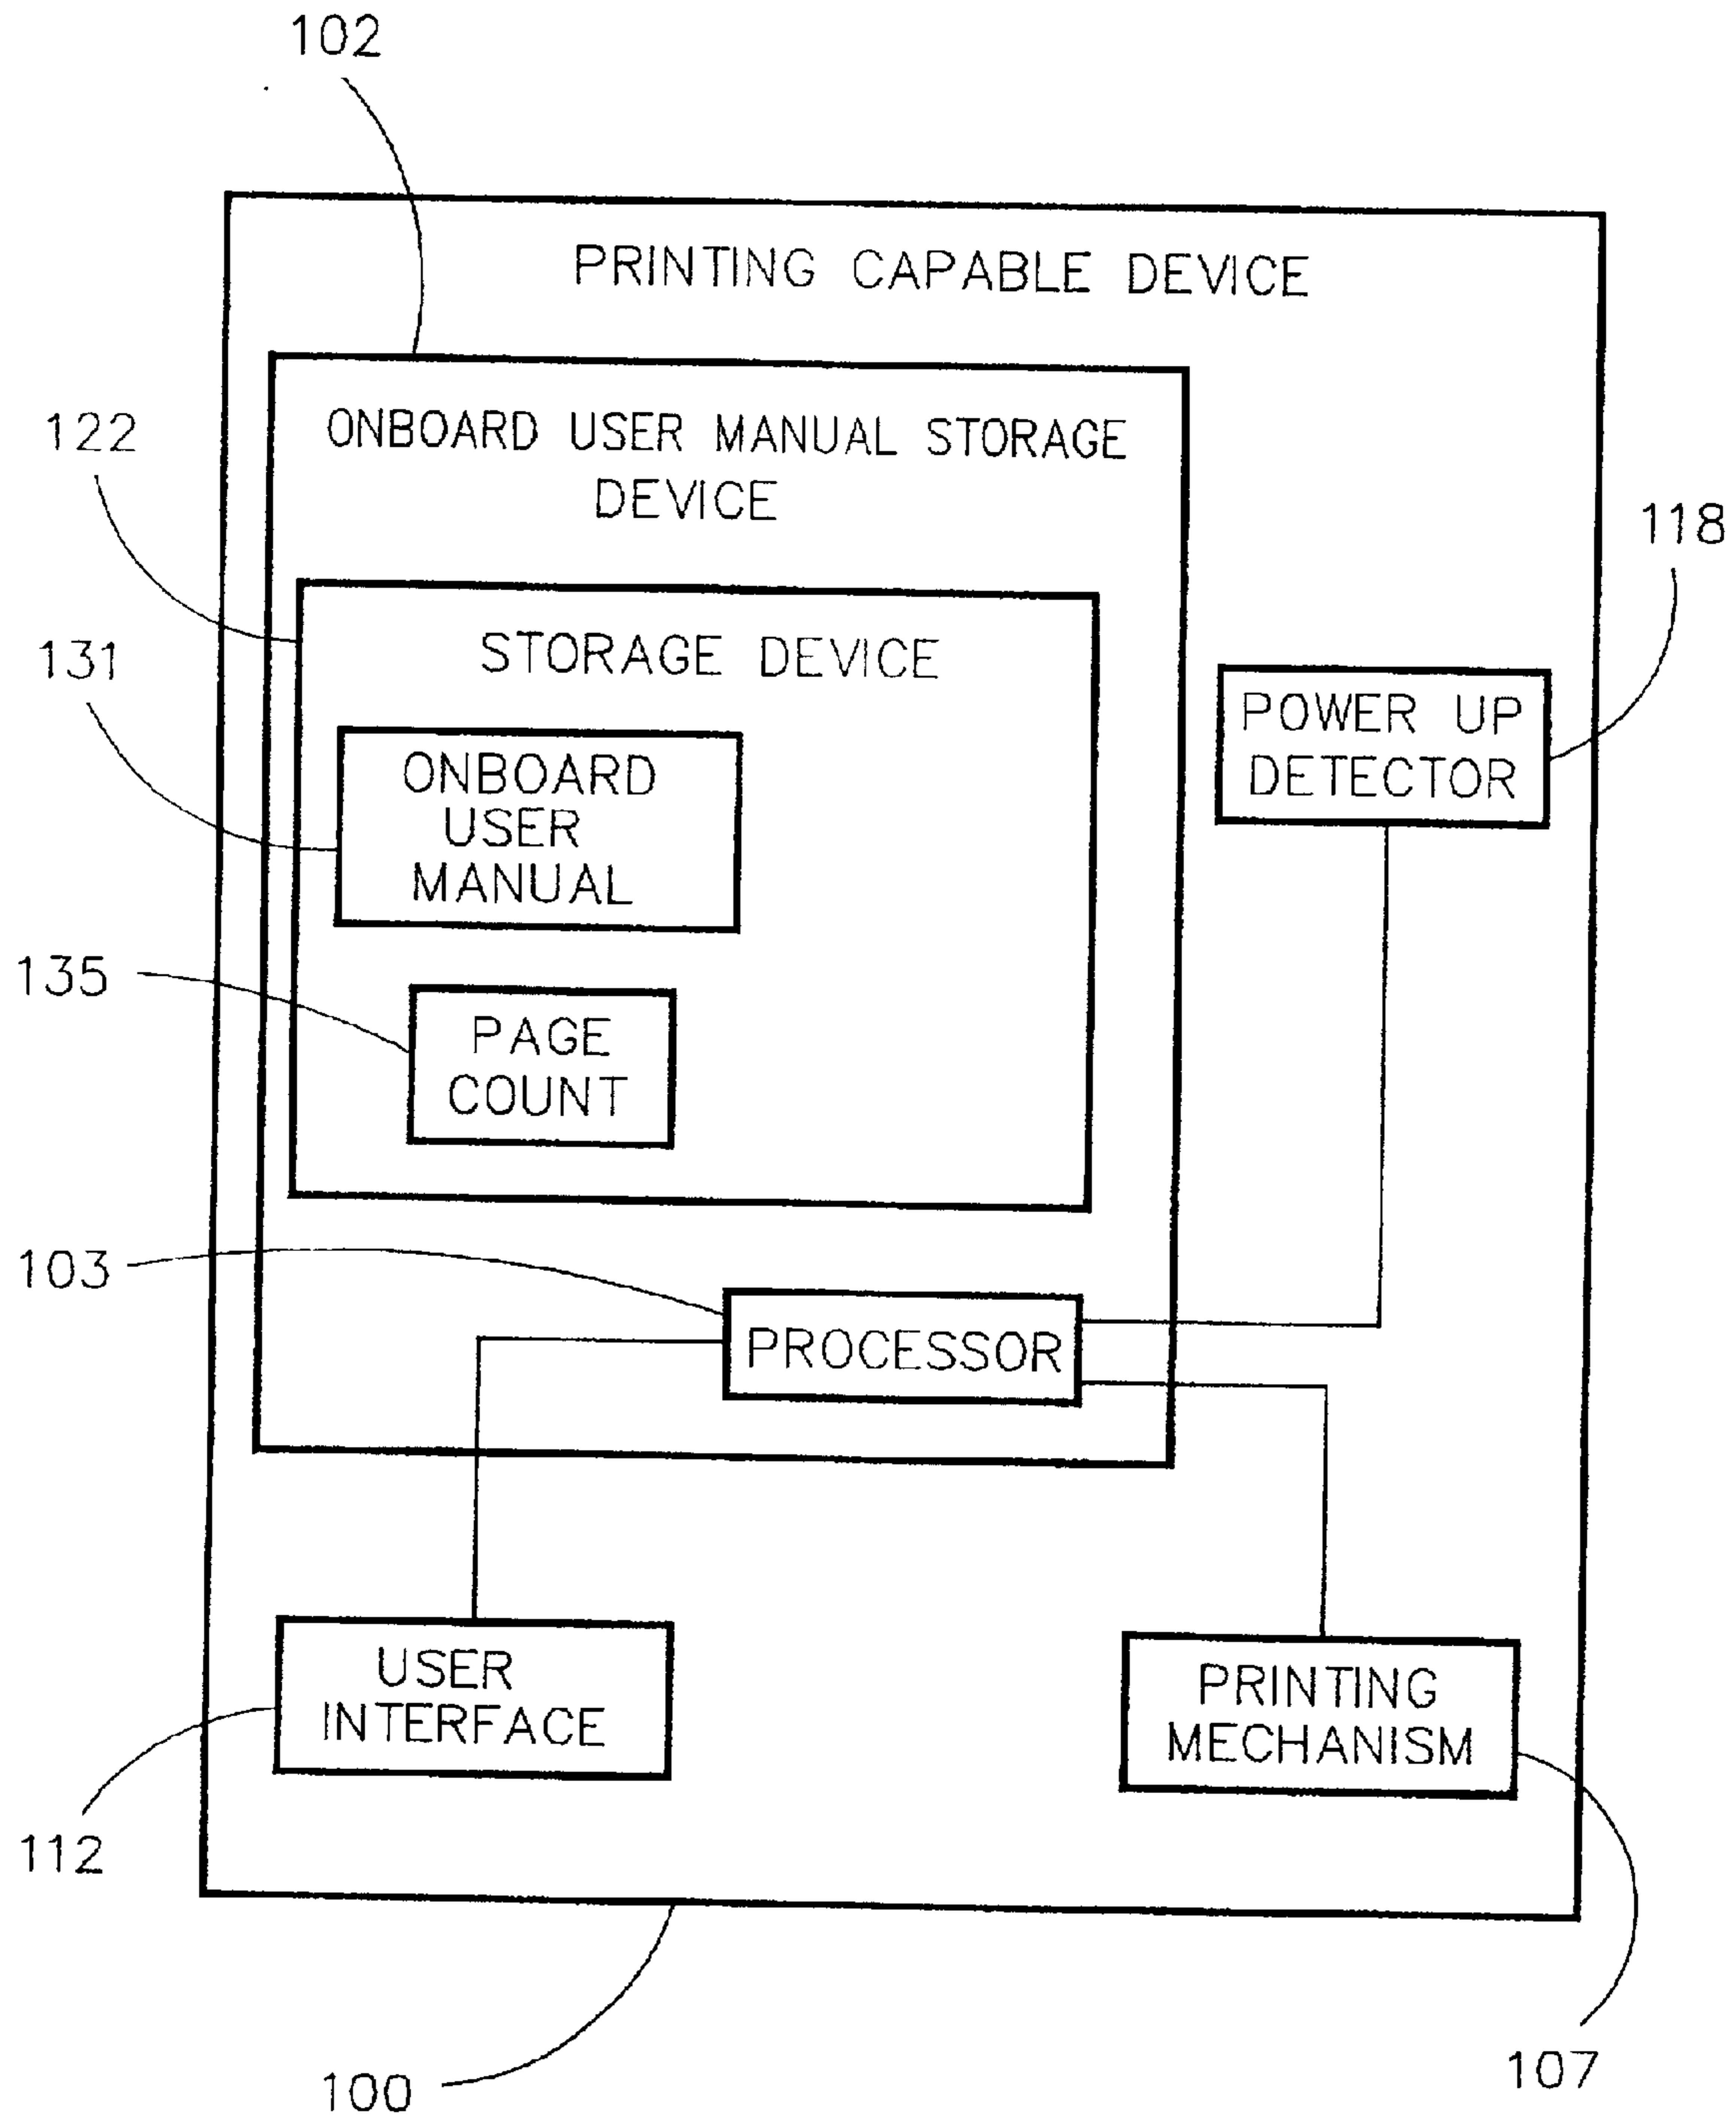 102
PRINTING CAPABLE DEVICE
122
ONBOARD USER MANUAL STORAGE
DEVICE
118
131
STORAGE DEVICE
POWER UP
DETECTOR
ONBOARD
USER
MANUAL
135
PAGE
COUNT
103
PROCESSOR
USER
INTERFACE
PRINTING
MECHANISM
112
100
107